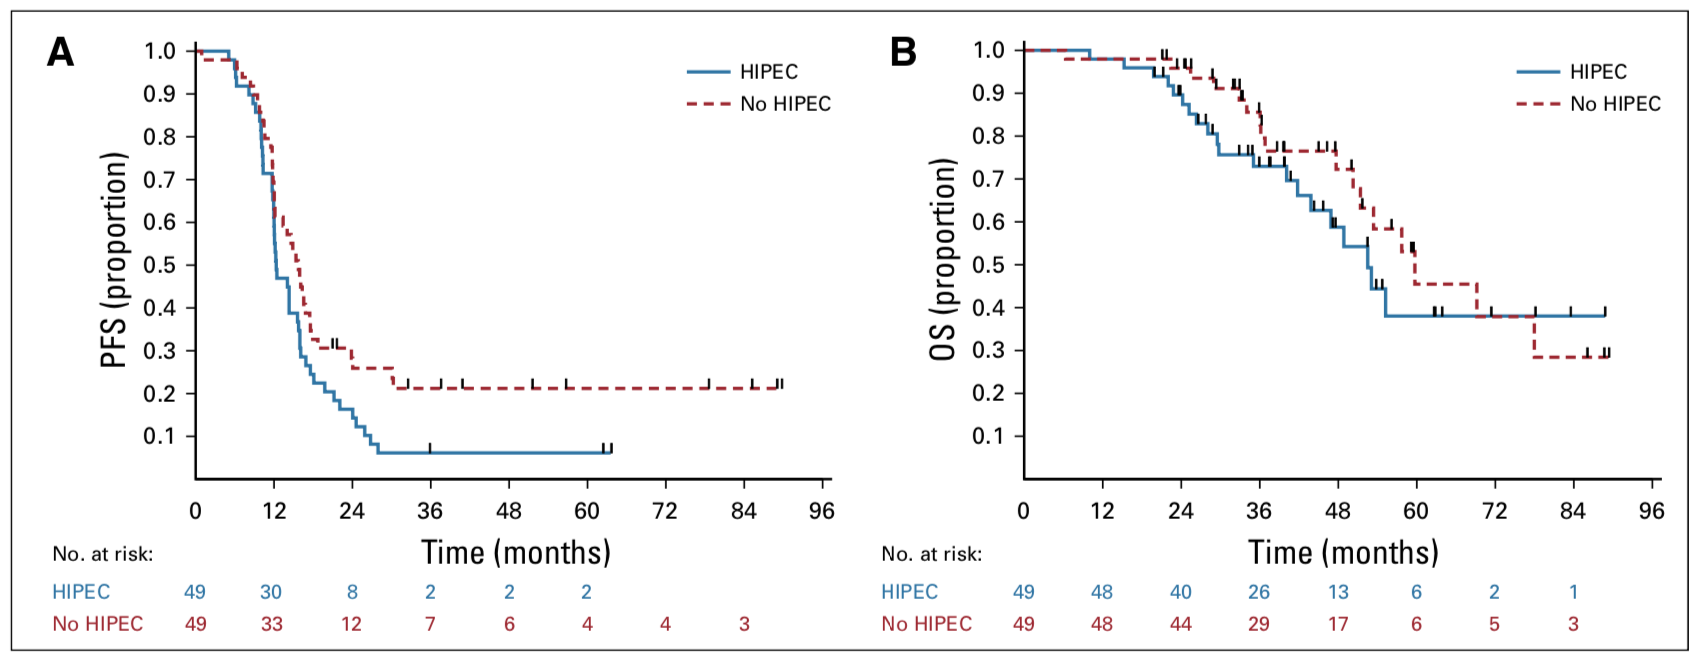 A
PFS (proportion)
1.0
0.9
0.8
0.7
0.6
0.5
0.4
0.3
0.2
0.1
HIPEC
No HIPEC
0 12 24 36 48 60 72 84 96
Time (months)
No. at risk:
HIPEC 49 30 8 2 2 2
No HIPEC 49 33 12 7 6 4 4 3
B
OS (proportion)
1.0
0.9
0.8
0.7
0.6
0.5
0.4
0.3
0.2
0.1
HIPEC
No HIPEC
0 12 24 36 48 60 72 84 96
Time (months)
No. at risk:
HIPEC 49 48 40 26 13 6 2 1
No HIPEC 49 48 44 29 17 6 5 3